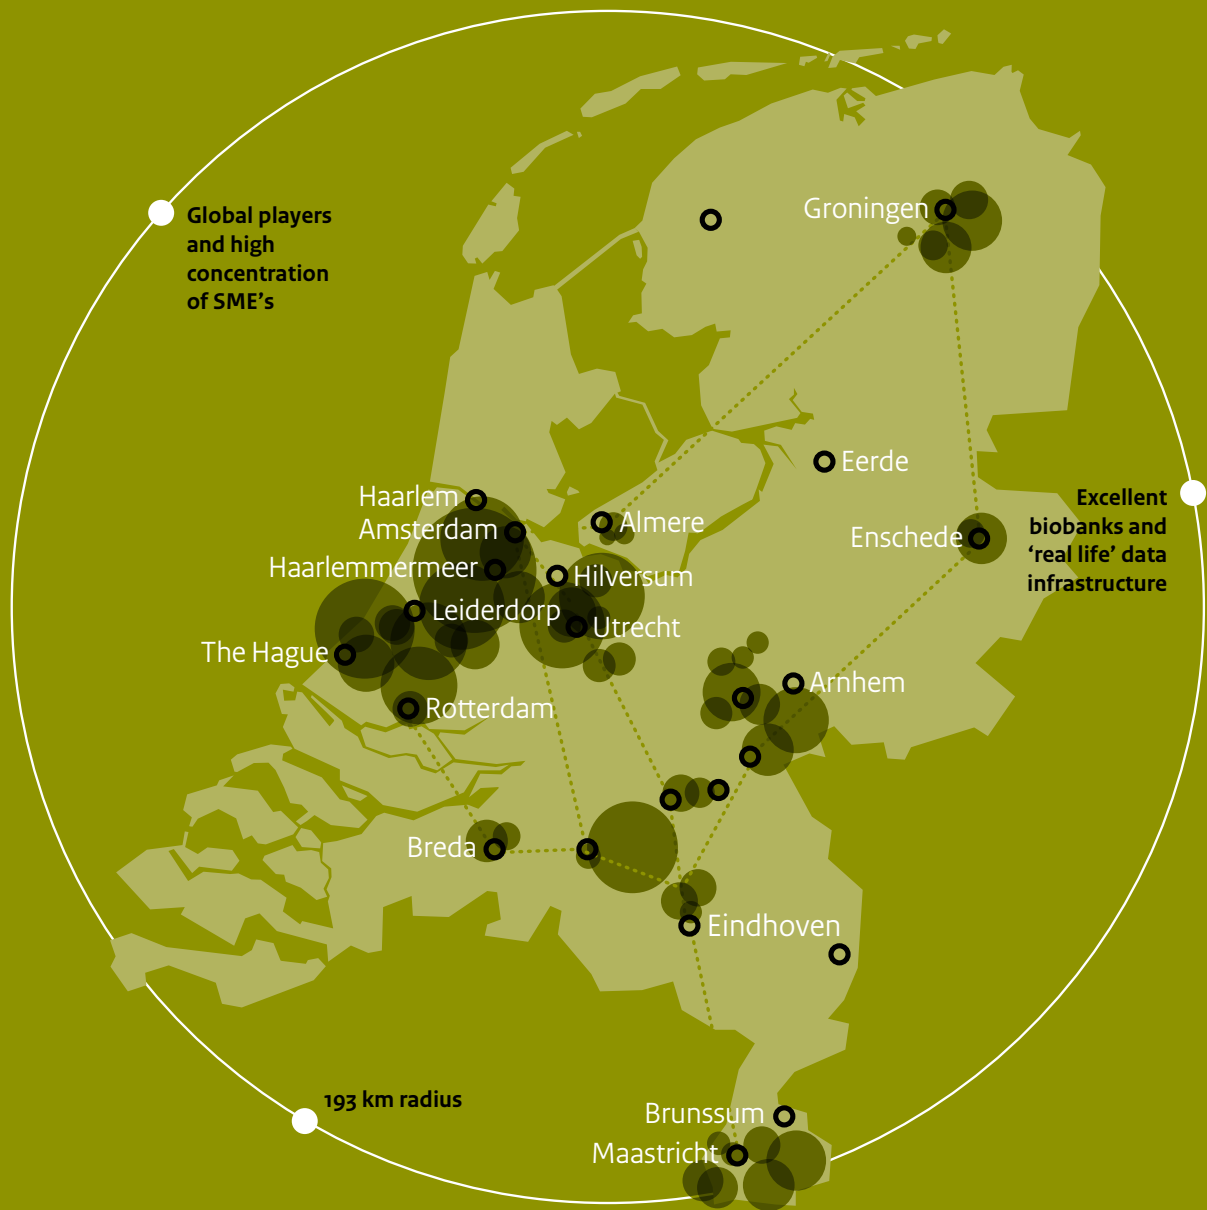 Global players
and high
concentration
of SME's
Groningen
Eerde
Haarlem
Amsterdam
Almere
Excellent
biobanks and
‘real life’ data
infrastructure
Enschede
Haarlemmermeer
Hilversum
Leiderdorp
Utrecht
The Hague
Arnhem
Rotterdam
Breda
Eindhoven
193 km radius
Brunssum
Maastricht